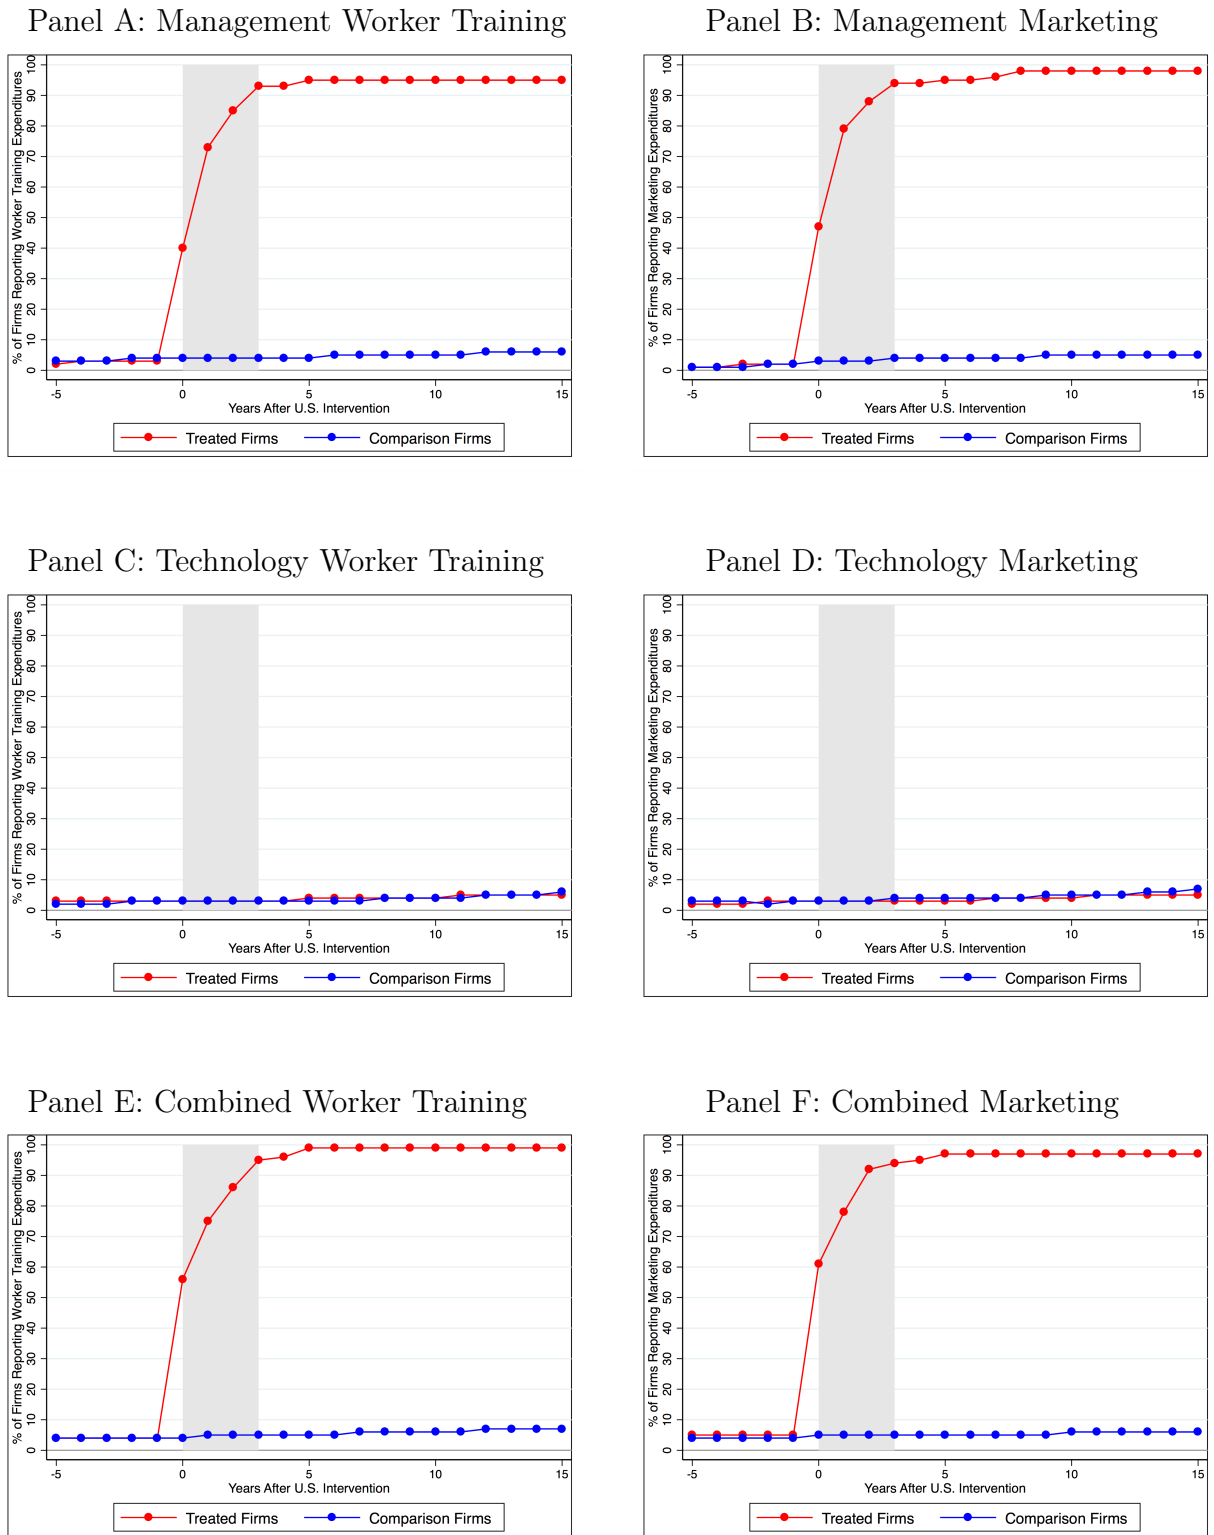 Panel A: Management Worker Training
% of Firms Reporting Worker Training Expenditures
100
90
80
70
60
50
40
30
20
10
0
-5 0 5 10 15
Years After U.S. Intervention
Treated Firms Comparison Firms
Panel B: Management Marketing
% of Firms Reporting Marketing Expenditures
100
90
80
70
60
50
40
30
20
10
0
-5 0 5 10 15
Years After U.S. Intervention
Treated Firms Comparison Firms
Panel C: Technology Worker Training
% of Firms Reporting Worker Training Expenditures
100
90
80
70
60
50
40
30
20
10
0
-5 0 5 10 15
Years After U.S. Intervention
Treated Firms Comparison Firms
Panel D: Technology Marketing
% of Firms Reporting Marketing Expenditures
100
90
80
70
60
50
40
30
20
10
0
-5 0 5 10 15
Years After U.S. Intervention
Treated Firms Comparison Firms
Panel E: Combined Worker Training
% of Firms Reporting Worker Training Expenditures
100
90
80
70
60
50
40
30
20
10
0
-5 0 5 10 15
Years After U.S. Intervention
Treated Firms Comparison Firms
Panel F: Combined Marketing
% of Firms Reporting Marketing Expenditures
100
90
80
70
60
50
40
30
20
10
0
-5 0 5 10 15
Years After U.S. Intervention
Treated Firms Comparison Firms